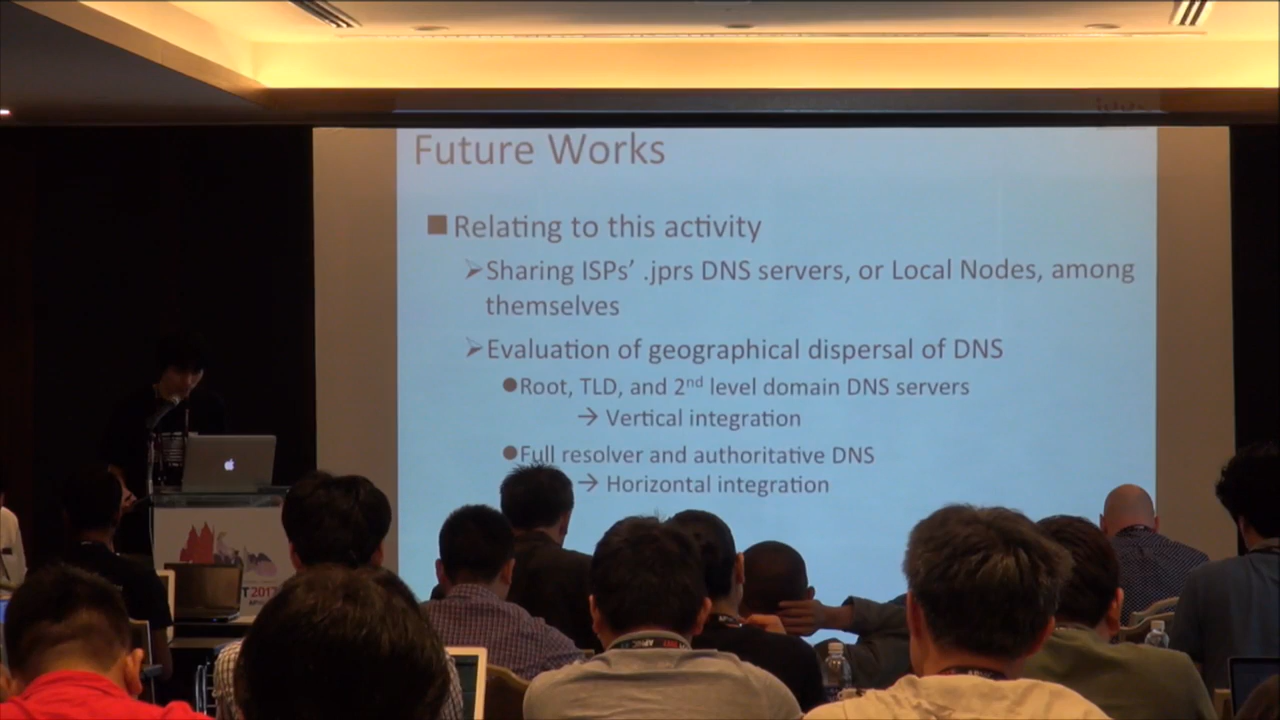 Future Works
■ Relating to this activity
➢ Sharing ISPs’ .jprs DNS servers, or Local Nodes, among
themselves
➢ Evaluation of geographical dispersal of DNS
● Root, TLD, and 2nd level domain DNS servers
→ Vertical integration
● Full resolver and authoritative DNS
→ Horizontal integration
T 2017